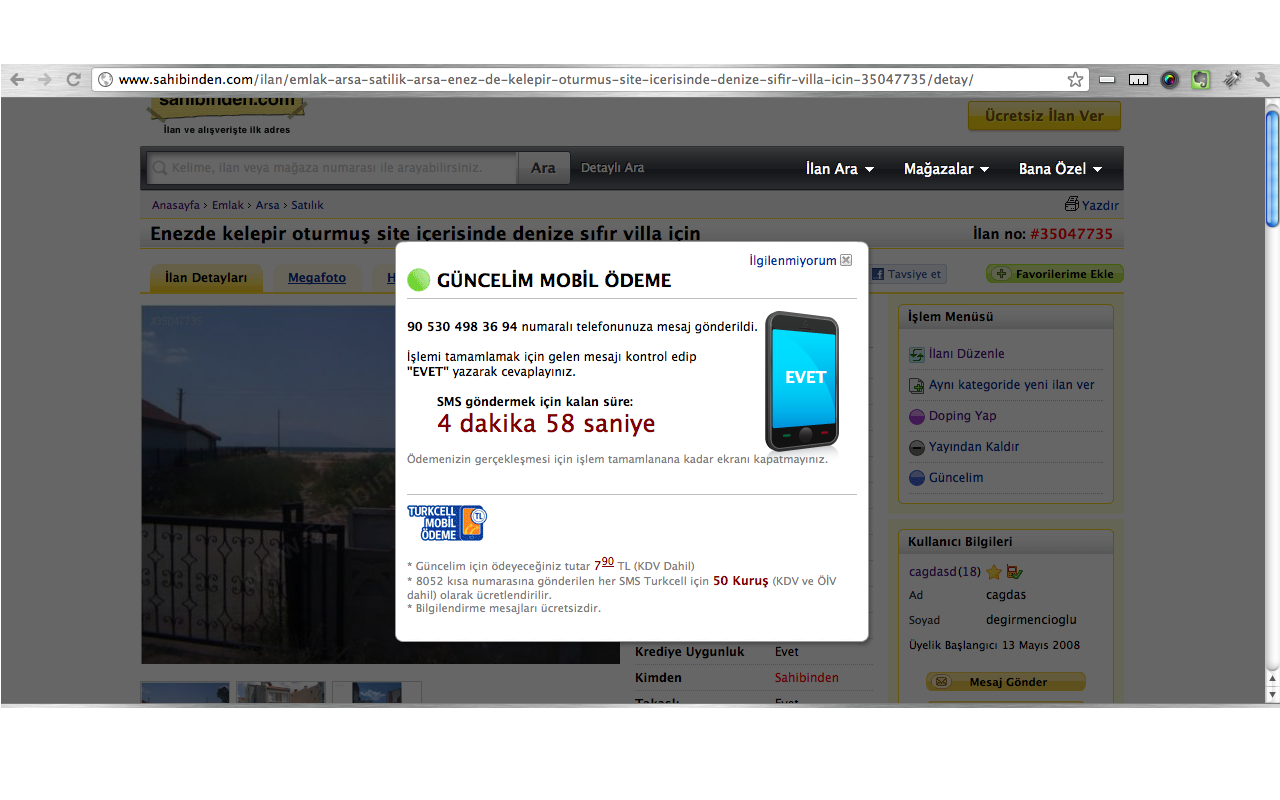 www.sahibinden.com/ilan/emlak-arsa-satilik-arsa-enez-de-kelepir-oturmus-site-icerisinde-denize-sifir-villa-icin-35047735/detay/
sahibinden.com
İlan ve alışverişte ilk adres
Ücretsiz İlan Ver
Kelime, ilan veya mağaza numarası ile arayabilirsiniz.
Ara
Detaylı Ara
İlan Ara
Mağazalar
Bana Özel
Anasayfa › Emlak › Arsa › Satılık
Yazdır
Enezde kelepir oturmuş site içerisinde denize sıfır villa için
İlan no: #35047735
İlan Detayları
Megafoto
H
Tavsiye et
Favorilerime Ekle
İlgilenmiyorum
GÜNCELİM MOBİL ÖDEME
90 530 498 36 94 numaralı telefonunuza mesaj gönderildi.
İşlemi tamamlamak için gelen mesajı kontrol edip
"EVET" yazarak cevaplayınız.
EVET
SMS göndermek için kalan süre:
4 dakika 58 saniye
Ödemenizin gerçekleşmesi için işlem tamamlanana kadar ekranı kapatmayınız.
TURKCELL
MOBİL
ÖDEME
TL
* Güncelim için ödeyeceğiniz tutar 790 TL (KDV Dahil)
* 8052 kısa numarasına gönderilen her SMS Turkcell için 50 Kuruş (KDV ve ÖİV
dahil) olarak ücretlendirilir.
* Bilgilendirme mesajları ücretsizdir.
#35047735
Krediye Uygunluk Evet
Kimden Sahibinden
Takaslı Evet
İşlem Menüsü
İlanı Düzenle
Aynı kategoride yeni ilan ver
Doping Yap
Yayından Kaldır
Güncelim
Kullanıcı Bilgileri
cagdasd(18)
Ad cagdas
Soyad degirmencioglu
Üyelik Başlangıcı 13 Mayıs 2008
Mesaj Gönder